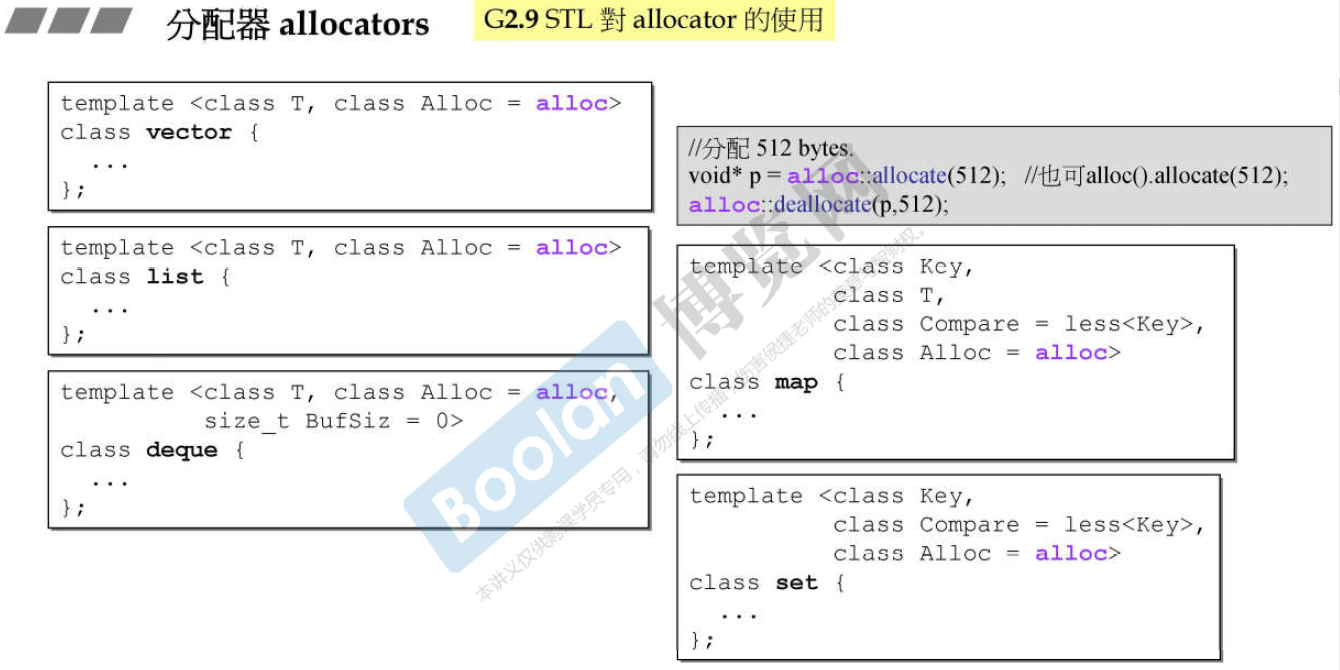 分配器 allocators
G2.9 STL 對 allocator 的使用
template <class T, class Alloc = alloc>
class vector {
...
};
template <class T, class Alloc = alloc>
class list {
...
};
template <class T, class Alloc = alloc,
size_t BufSiz = 0>
class deque {
...
};
//分配 512 bytes.
void* p = alloc::allocate(512); //也可alloc().allocate(512);
alloc::deallocate(p,512);
template <class Key,
class T,
class Compare = less<Key>,
class Alloc = alloc>
class map {
...
};
template <class Key,
class Compare = less<Key>,
class Alloc = alloc>
class set {
...
};
Boolan 博览网
本讲义仅供购课学员专用，请勿线上传播，伤害侯捷老师的